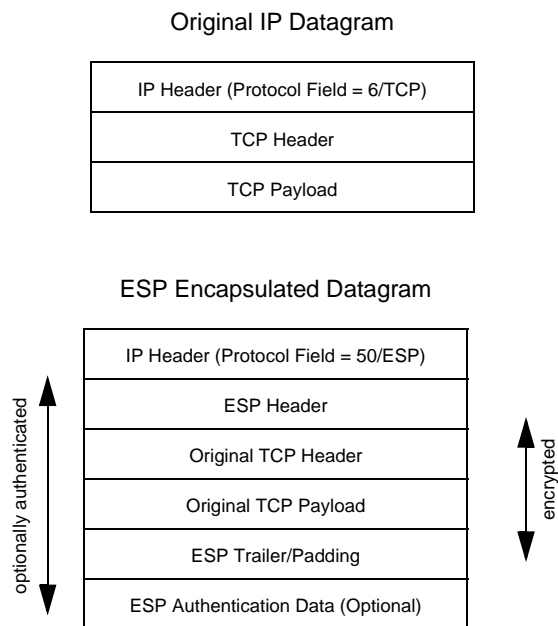 Original IP Datagram
IP Header (Protocol Field = 6/TCP)
TCP Header
TCP Payload
ESP Encapsulated Datagram
IP Header (Protocol Field = 50/ESP)
ESP Header
Original TCP Header
Original TCP Payload
ESP Trailer/Padding
ESP Authentication Data (Optional)
optionally authenticated
encrypted